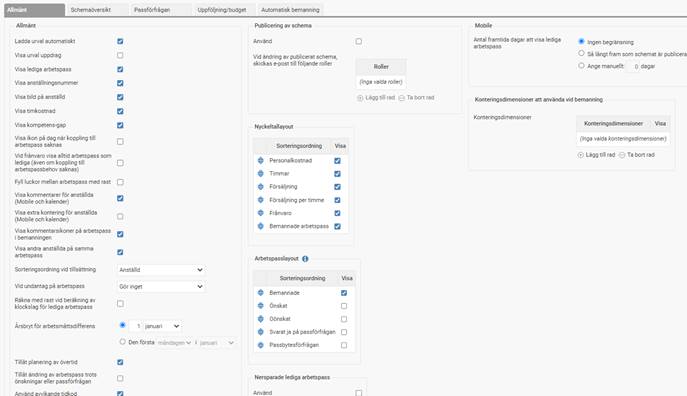 Allmänt Schemaöversikt Passförfrågan Uppföljning/budget Automatisk bemanning
Allmänt
Ladda urval automatiskt
Visa urval uppdrag
Visa lediga arbetspass
Visa anställningsnummer
Visa bild på anställd
Visa timkostnad
Visa kompetens-gap
Visa ikon på dag när koppling till
arbetspass saknas
Vid frånvaro visa alltid arbetspass som
lediga (även om koppling till
arbetspassbehov saknas)
Fyll luckor mellan arbetspass med rast
Visa kommentarer för anställda
(Mobile och kalender)
Visa extra kontering för anställda
(Mobile och kalender)
Visa kommentarsikoner på arbetspass
i bemanningen
Visa andra anställda på samma
arbetspass
Sorteringsordning vid tillsättning Anställd
Vid undantag på arbetspass Gör inget
Räkna med rast vid beräkning av
klockslag för lediga arbetspass
Årsbryt för arbetsmåttsdifferens 1 januari
Den första måndagen i januari
Tillåt planering av övertid
Tillåt ändring av arbetspass trots
önskningar eller passförfrågan
Använd avvikande tidkod
Publicering av schema
Använd
Vid ändring av publicerat schema,
skickas e-post till följande roller
Roller
(Inga valda roller)
Lägg till rad Ta bort rad
Nyckeltallayout
Sorteringsordning Visa
Personalkostnad
Timmar
Försäljning
Försäljning per timme
Frånvaro
Bemannade arbetspass
Arbetspasslayout
Sorteringsordning Visa
Bemannade
Önskat
Oönskat
Svarat ja på passförfrågan
Passbytesförfrågan
Nersparade lediga arbetspass
Använd
Mobile
Antal framtida dagar att visa lediga
arbetspass
Ingen begränsning
Så långt fram som schemat är publicera
Ange manuellt: 0 dagar
Konteringsdimensioner att använda vid bemanning
Konteringsdimensioner
Konteringsdimensioner Visa
(Inga valda konteringsdimensioner)
Lägg till rad Ta bort rad